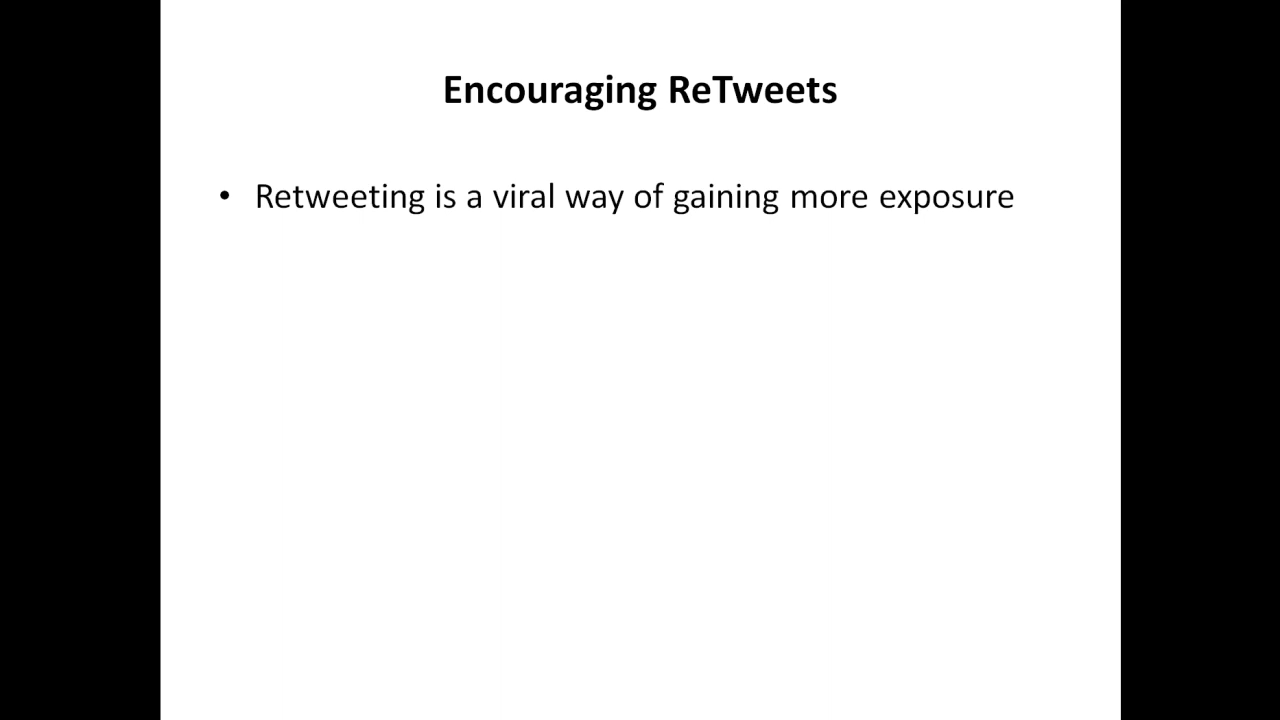 Encouraging ReTweets
• Retweeting is a viral way of gaining more exposure